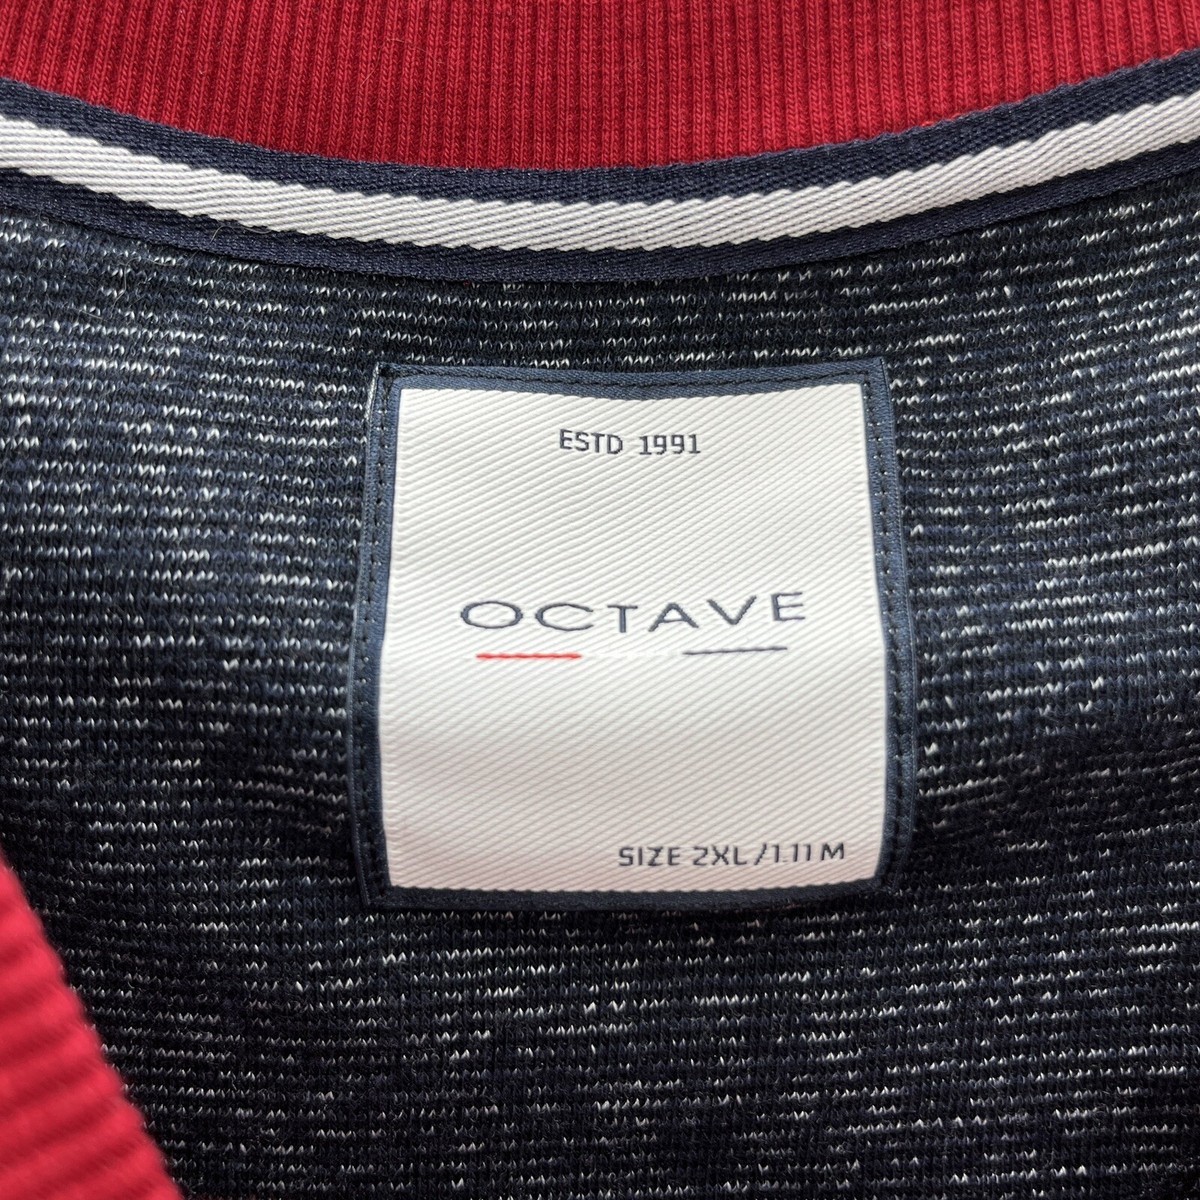 ESTD 1991
OCTAVE
SIZE 2XL/1.11 M